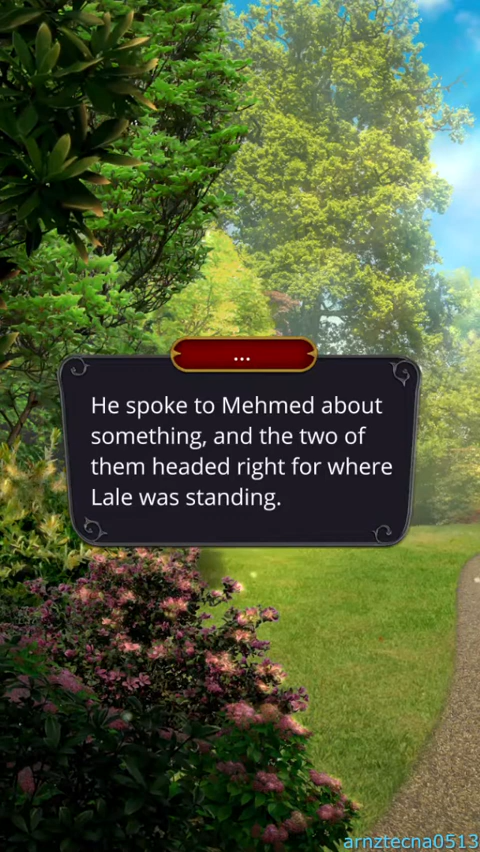 ...
He spoke to Mehmed about
something, and the two of
them headed right for where
Lale was standing.
arnztecna0513